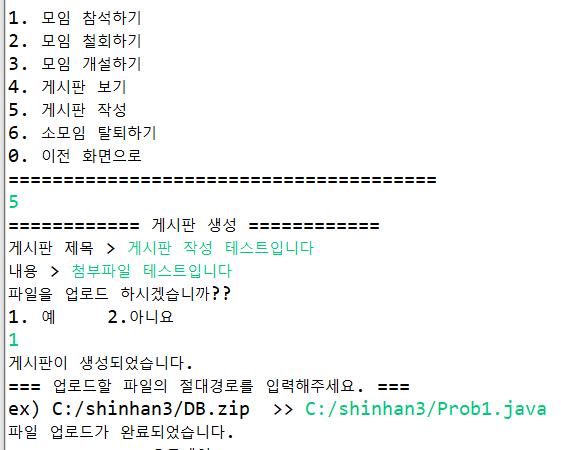 1. 모임 참석하기
2. 모임 철회하기
3. 모임 개설하기
4. 게시판 보기
5. 게시판 작성
6. 소모임 탈퇴하기
0. 이전 화면으로
=======================================
5
============ 게시판 생성 ============
게시판 제목 > 게시판 작성 테스트입니다
내용 > 첨부파일 테스트입니다
파일을 업로드 하시겠습니까??
1. 예     2.아니요
1
게시판이 생성되었습니다.
=== 업로드할 파일의 절대경로를 입력해주세요. ===
ex) C:/shinhan3/DB.zip  >> C:/shinhan3/Prob1.java
파일 업로드가 완료되었습니다.